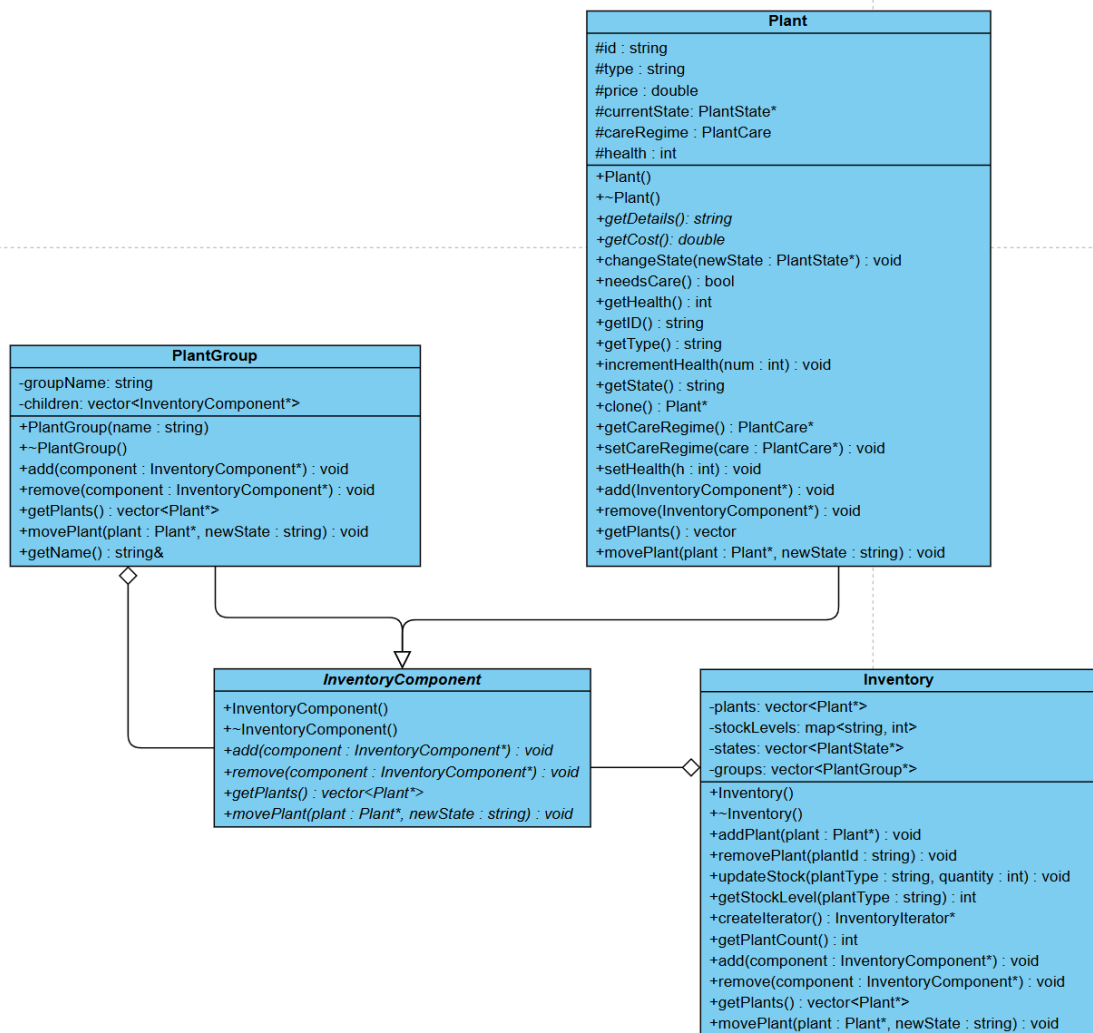 Plant
#id : string
#type : string
#price : double
#currentState: PlantState*
#careRegime : PlantCare
#health : int
+Plant()
+~Plant()
+getDetails(): string
+getCost(): double
+changeState(newState : PlantState*) : void
+needsCare() : bool
+getHealth() : int
+getID() : string
+getType() : string
+incrementHealth(num : int) : void
+getState() : string
+clone() : Plant*
+getCareRegime() : PlantCare*
+setCareRegime(care : PlantCare*) : void
+setHealth(h : int) : void
+add(InventoryComponent*) : void
+remove(InventoryComponent*) : void
+getPlants() : vector
+movePlant(plant : Plant*, newState : string) : void
PlantGroup
-groupName: string
-children: vector<InventoryComponent*>
+PlantGroup(name : string)
+~PlantGroup()
+add(component : InventoryComponent*) : void
+remove(component : InventoryComponent*) : void
+getPlants() : vector<Plant*>
+movePlant(plant : Plant*, newState : string) : void
+getName() : string&
InventoryComponent
+InventoryComponent()
+~InventoryComponent()
+add(component : InventoryComponent*) : void
+remove(component : InventoryComponent*) : void
+getPlants() : vector<Plant*>
+movePlant(plant : Plant*, newState : string) : void
Inventory
-plants: vector<Plant*>
-stockLevels: map<string, int>
-states: vector<PlantState*>
-groups: vector<PlantGroup*>
+Inventory()
+~Inventory()
+addPlant(plant : Plant*) : void
+removePlant(plantId : string) : void
+updateStock(plantType : string, quantity : int) : void
+getStockLevel(plantType : string) : int
+createIterator() : InventoryIterator*
+getPlantCount() : int
+add(component : InventoryComponent*) : void
+remove(component : InventoryComponent*) : void
+getPlants() : vector<Plant*>
+movePlant(plant : Plant*, newState : string) : void